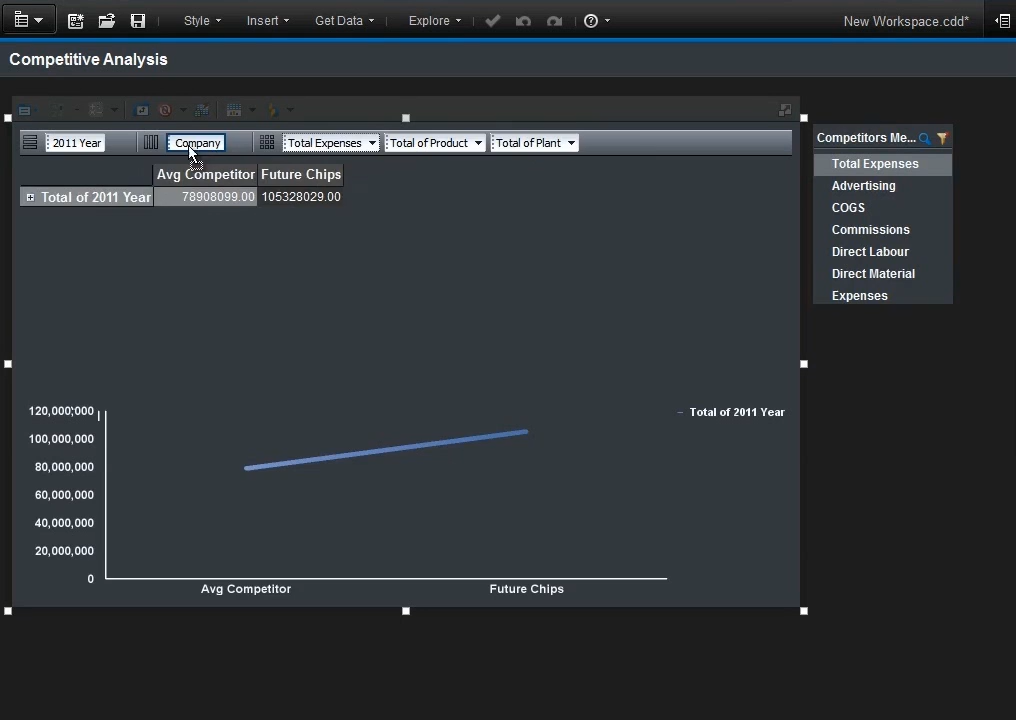 Style Insert Get Data Explore New Workspace.cdd*
Competitive Analysis
2011 Year Company Total Expenses Total of Product Total of Plant
Avg Competitor Future Chips
Total of 2011 Year 78908099.00 105328029.00
Competitors Me...
Total Expenses
Advertising
COGS
Commissions
Direct Labour
Direct Material
Expenses
120,000,000
100,000,000
80,000,000
60,000,000
40,000,000
20,000,000
0
Avg Competitor Future Chips
Total of 2011 Year